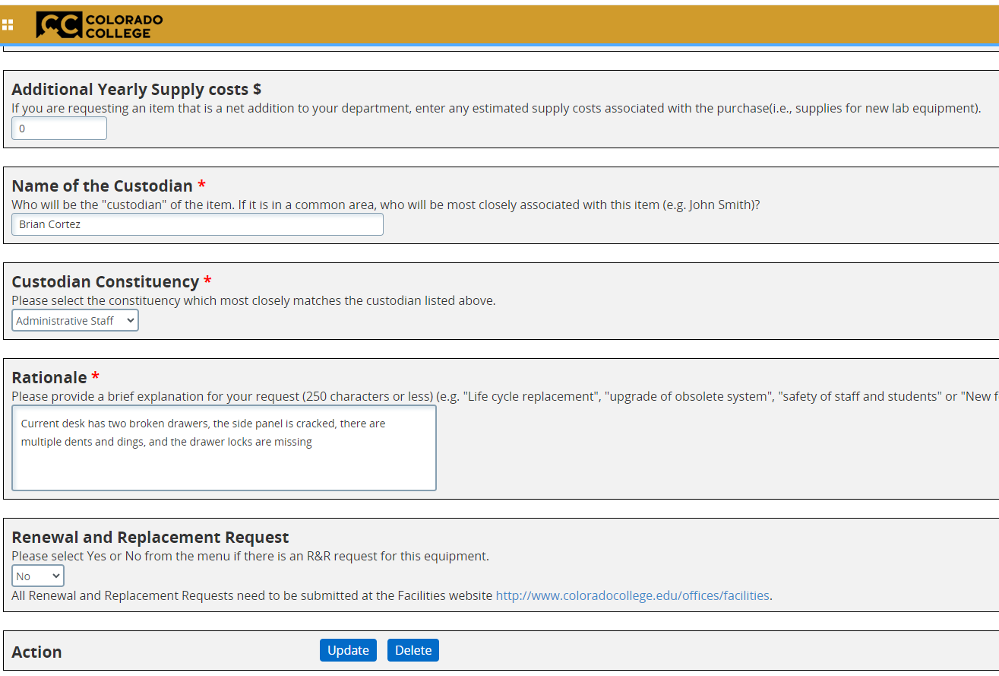 COLORADO
COLLEGE
Additional Yearly Supply costs $
If you are requesting an item that is a net addition to your department, enter any estimated supply costs associated with the purchase(i.e., supplies for new lab equipment).
0
Name of the Custodian *
Who will be the "custodian" of the item. If it is in a common area, who will be most closely associated with this item (e.g. John Smith)?
Brian Cortez
Custodian Constituency *
Please select the constituency which most closely matches the custodian listed above.
Administrative Staff
Rationale *
Please provide a brief explanation for your request (250 characters or less) (e.g. "Life cycle replacement", "upgrade of obsolete system", "safety of staff and students" or "New f
Current desk has two broken drawers, the side panel is cracked, there are
multiple dents and dings, and the drawer locks are missing
Renewal and Replacement Request
Please select Yes or No from the menu if there is an R&R request for this equipment.
No
All Renewal and Replacement Requests need to be submitted at the Facilities website http://www.coloradocollege.edu/offices/facilities.
Action Update Delete